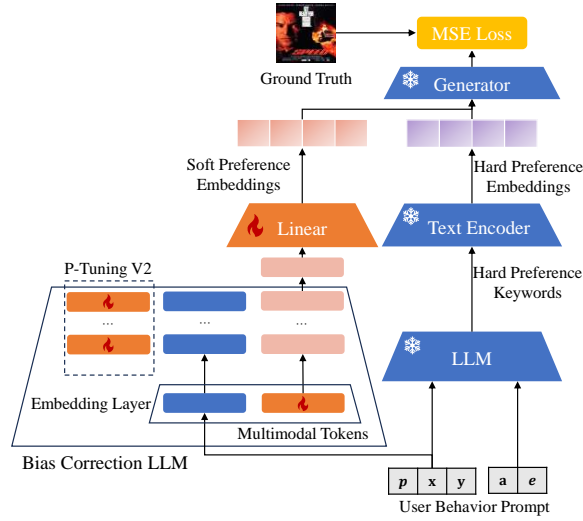 MSE Loss
SPEED
Ground Truth
Generator
Soft Preference
Embeddings
Hard Preference
Embeddings
Linear
Text Encoder
P-Tuning V2
Hard Preference
Keywords
...
...
...
LLM
Embedding Layer
Multimodal Tokens
Bias Correction LLM
p x y a e
User Behavior Prompt